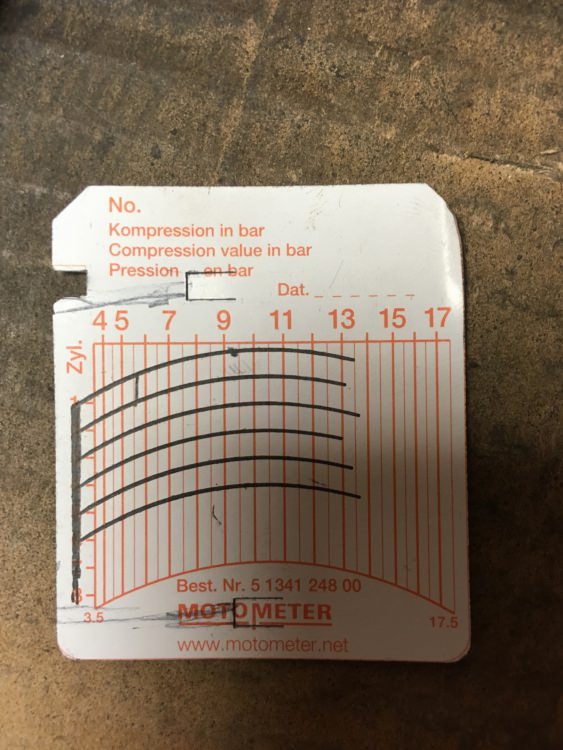 No.
Kompression in bar
Compression value in bar
Pression en bar
Dat. _ _ _ _ _ _ _ _
Zyl.
4 5 7 9 11 13 15 17
3.5
17.5
Best. Nr. 5 1341 248 00
MOTOMETER
www.motometer.net